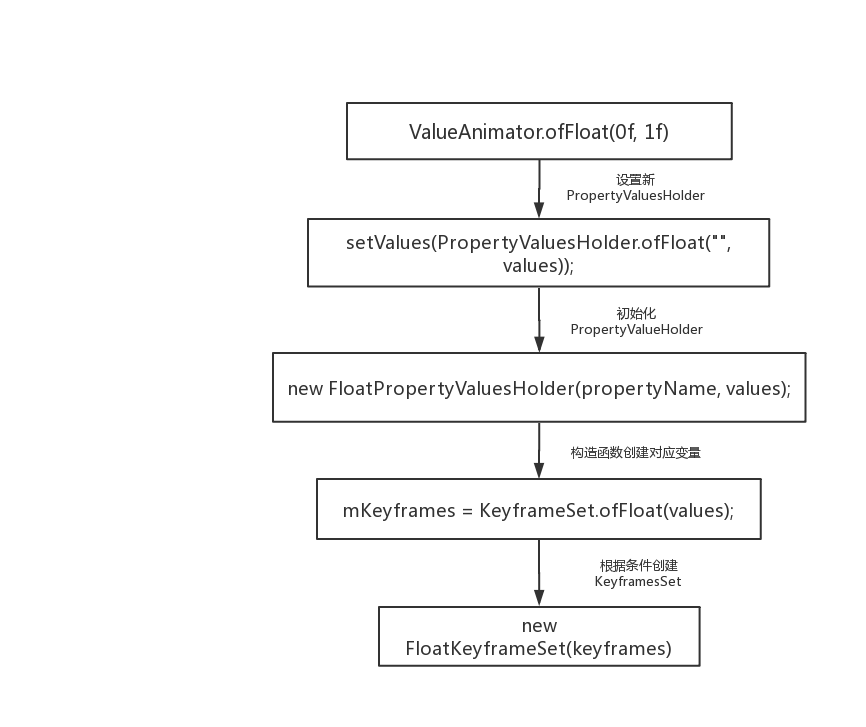 ValueAnimator.ofFloat(0f, 1f)
设置新
PropertyValuesHolder
setValues(PropertyValuesHolder.ofFloat("",
values));
初始化
PropertyValueHolder
new FloatPropertyValuesHolder(propertyName, values);
构造函数创建对应变量
mKeyframes = KeyframeSet.ofFloat(values);
根据条件创建
KeyframesSet
new
FloatKeyframeSet(keyframes)